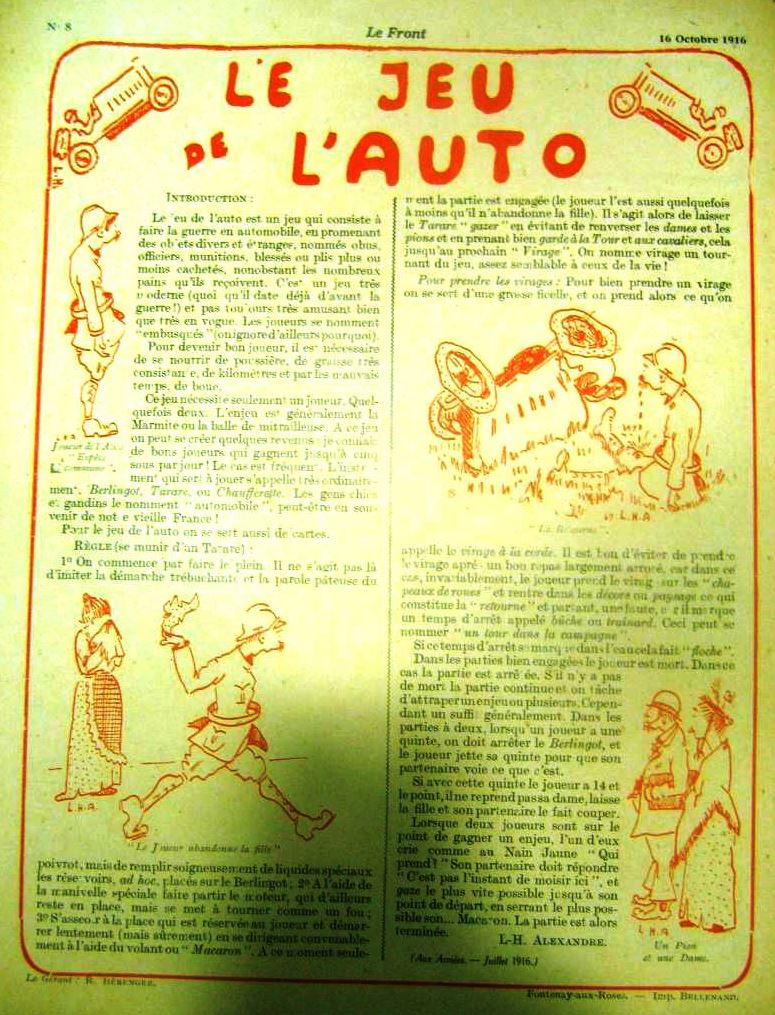 N° 8
Le Front
16 Octobre 1916
LE JEU
DE L'AUTO
L.H.
INTRODUCTION :
Le jeu de l'auto est un jeu qui consiste à
faire la guerre en automobile, en promenant
des objets divers et étranges, nommés obus,
officiers, munitions, blessés ou plis plus ou
moins cachetés, nonobstant les nombreux
pains qu'ils reçoivent. C'est un jeu très
moderne (quoi qu'il date déjà d'avant la
guerre!) et pas toujours très amusant bien
que très en vogue. Les joueurs se nomment
"embusqués" (on ignore d'ailleurs pourquoi).
Pour devenir bon joueur, il est nécessaire
de se nourrir de poussière, de graisse très
consistante, de kilomètres et par les mauvais
temps, de boue.
Ce jeu nécessite seulement un joueur. Quel-
quefois deux. L'enjeu est généralement la
Marmite ou la balle de mitrailleuse. A ce jeu
on peut se créer quelques revenus : je connais
de bons joueurs qui gagnent jusqu'à cinq
sous par jour! Le cas est fréquent. L'instru-
ment qui sert à jouer s'appelle très ordinaire-
ment, Berlingot, Tarare, ou Chaufferette. Les gens chics
et gandins le nomment "automobile", peut-être en sou-
venir de notre vieille France!
Pour le jeu de l'auto on se sert aussi de cartes.
Joueur de l'Auto
"Espèce
commune".
RÈGLE (se munir d'un Tarare) :
1° On commence par faire le plein. Il ne s'agit pas là
d'imiter la démarche trébuchante et la parole pâteuse du
L.H.A
"Le Joueur abandonne la fille"
poivrot, mais de remplir soigneusement de liquides spéciaux
les réservoirs, ad hoc, placés sur le Berlingot; 2° A l'aide de
la manivelle spéciale faire partir le moteur, qui d'ailleurs
reste en place, mais se met à tourner comme un fou;
3° S'asseoir à la place qui est réservée au joueur et démar-
rer lentement (mais sûrement) en se dirigeant convenable-
ment à l'aide du volant ou "Macaron". A ce moment seule-
ment la partie est engagée (le joueur l'est aussi quelquefois
à moins qu'il n'abandonne la fille). Il s'agit alors de laisser
le Tarare "gazer" en évitant de renverser les dames et les
pions et en prenant bien garde à la Tour et aux cavaliers, cela
jusqu'au prochain "Virage". On nomme virage un tour-
nant du jeu, assez semblable à ceux de la vie!
Pour prendre les virages : Pour bien prendre un virage
on se sert d'une grosse ficelle, et on prend alors ce qu'on
L.H.A
"La Retourne"
appelle le virage à la corde. Il est bon d'éviter de prendre
le virage après un bon repas largement arrosé, car dans ce
cas, invariablement, le joueur prend le virage sur les "cha-
peaux de roues" et rentre dans les décors ou paysage ce qui
constitue la "retourne" et partant, une faute, et il marque
un temps d'arrêt appelé bûche ou traînard. Ceci peut se
nommer "un tour dans la campagne".
Si ce temps d'arrêt se marque dans l'eau cela fait "floche".
Dans les parties bien engagées le joueur est mort. Dans ce
cas la partie est arrêtée. S'il n'y a pas
de mort la partie continue et on tâche
d'attraper un enjeu ou plusieurs. Cepen-
dant un suffit généralement. Dans les
parties à deux, lorsqu'un joueur a une
quinte, on doit arrêter le Berlingot, et
le joueur jette sa quinte pour que son
partenaire voie ce que c'est.
Si avec cette quinte le joueur a 14 et
le point, il ne reprend pas sa dame, laisse
la fille et son partenaire le fait couper.
Lorsque deux joueurs sont sur le
point de gagner un enjeu, l'un d'eux
crie comme au Nain Jaune "Qui
prend?" Son partenaire doit répondre
"C'est pas l'instant de moisir ici", et
gaze le plus vite possible jusqu'à son
point de départ, en serrant le plus pos-
sible son... Macaron. La partie est alors
terminée.
L-H. ALEXANDRE.
(Aux Armées. — Juillet 1916.)
L.H.A
Un Pion
et une Dame.
Le Gérant : R. HÉBENGER.
Fontenay-aux-Roses. — Imp. BELLENAND.